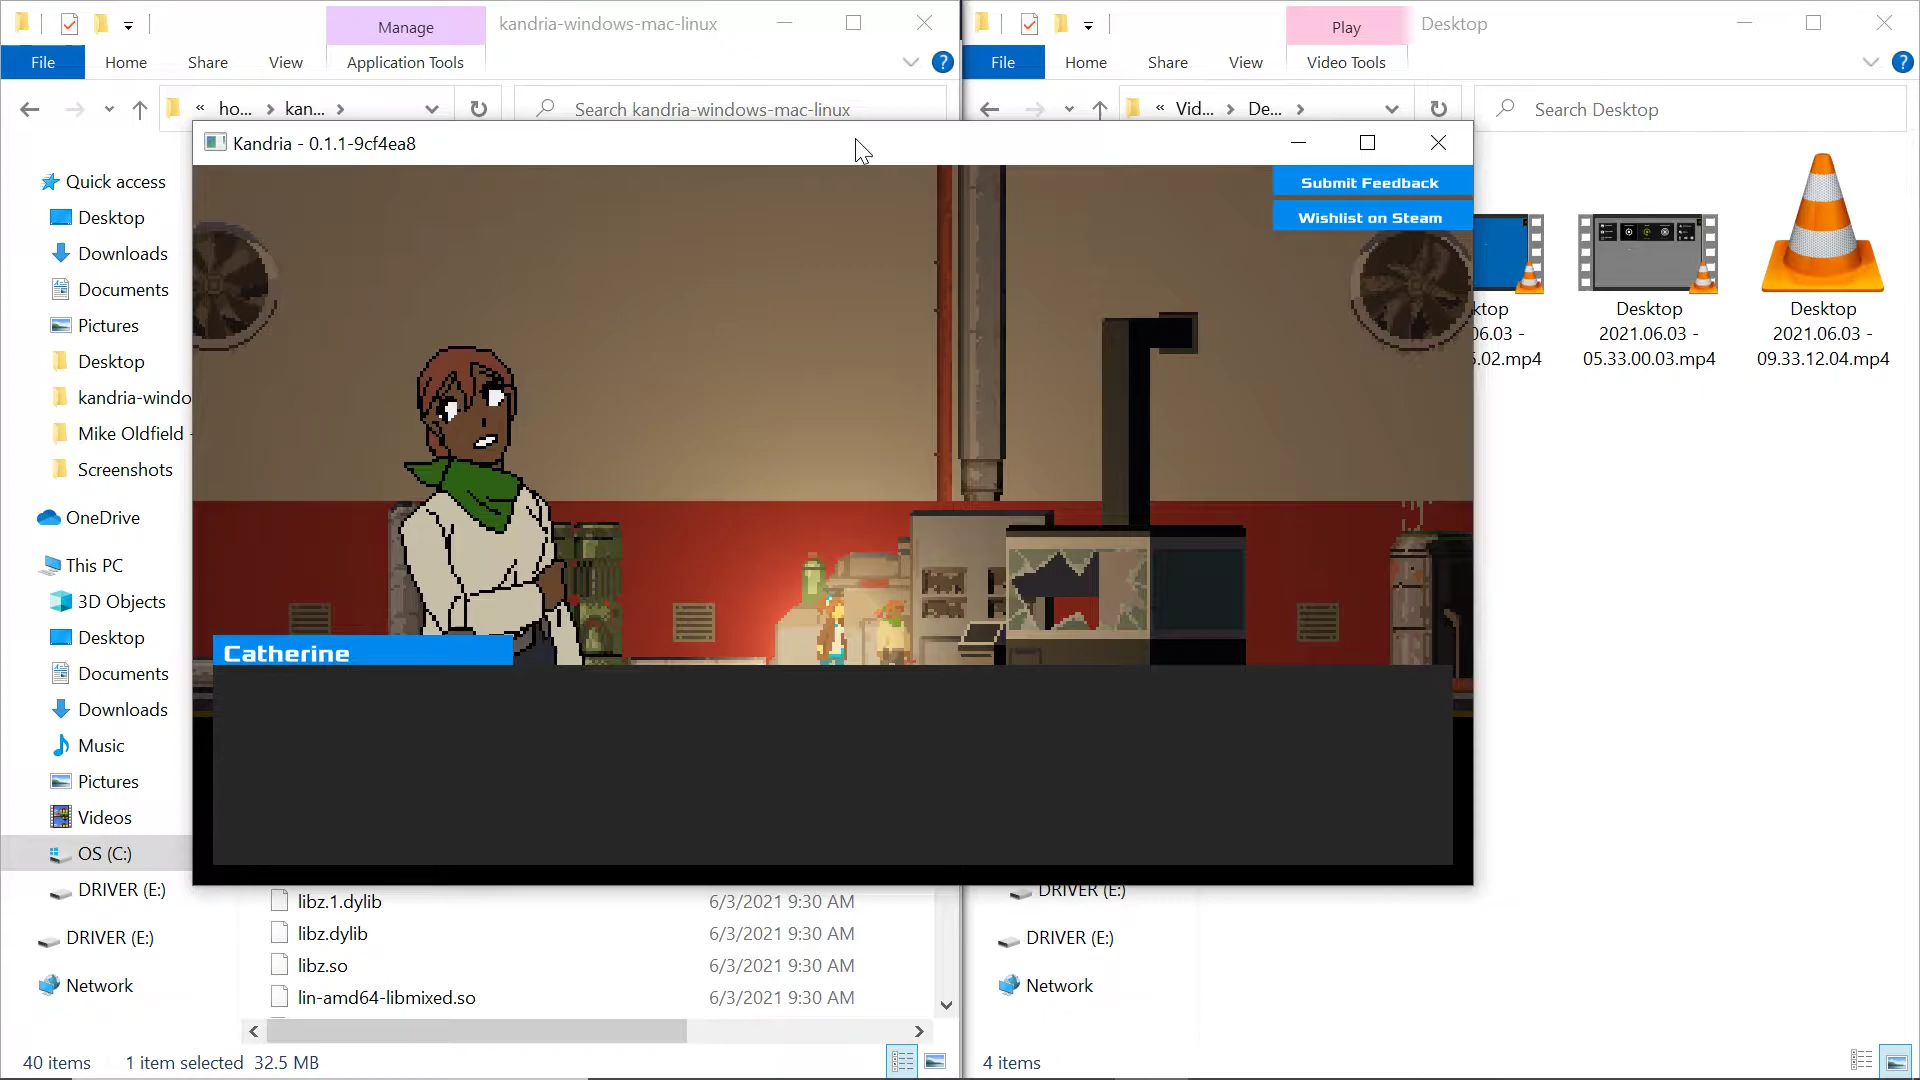 Manage
kandria-windows-mac-linux
File
Home
Share
View
Application Tools
« ho... > kan... >
Search kandria-windows-mac-linux
Play
Desktop
File
Home
Share
View
Video Tools
« Vid... > De... >
Search Desktop
Kandria - 0.1.1-9cf4ea8
Submit Feedback
Wishlist on Steam
Catherine
Quick access
Desktop
Downloads
Documents
Pictures
Desktop
kandria-windo
Mike Oldfield -
Screenshots
OneDrive
This PC
3D Objects
Desktop
Documents
Downloads
Music
Pictures
Videos
OS (C:)
DRIVER (E:)
DRIVER (E:)
Network
libz.1.dylib 6/3/2021 9:30 AM
libz.dylib 6/3/2021 9:30 AM
libz.so 6/3/2021 9:30 AM
lin-amd64-libmixed.so 6/3/2021 9:30 AM
40 items 1 item selected 32.5 MB
Desktop
2021.06.03 -
05.33.00.03.mp4
Desktop
2021.06.03 -
09.33.12.04.mp4
DRIVER (E:)
DRIVER (E:)
Network
4 items